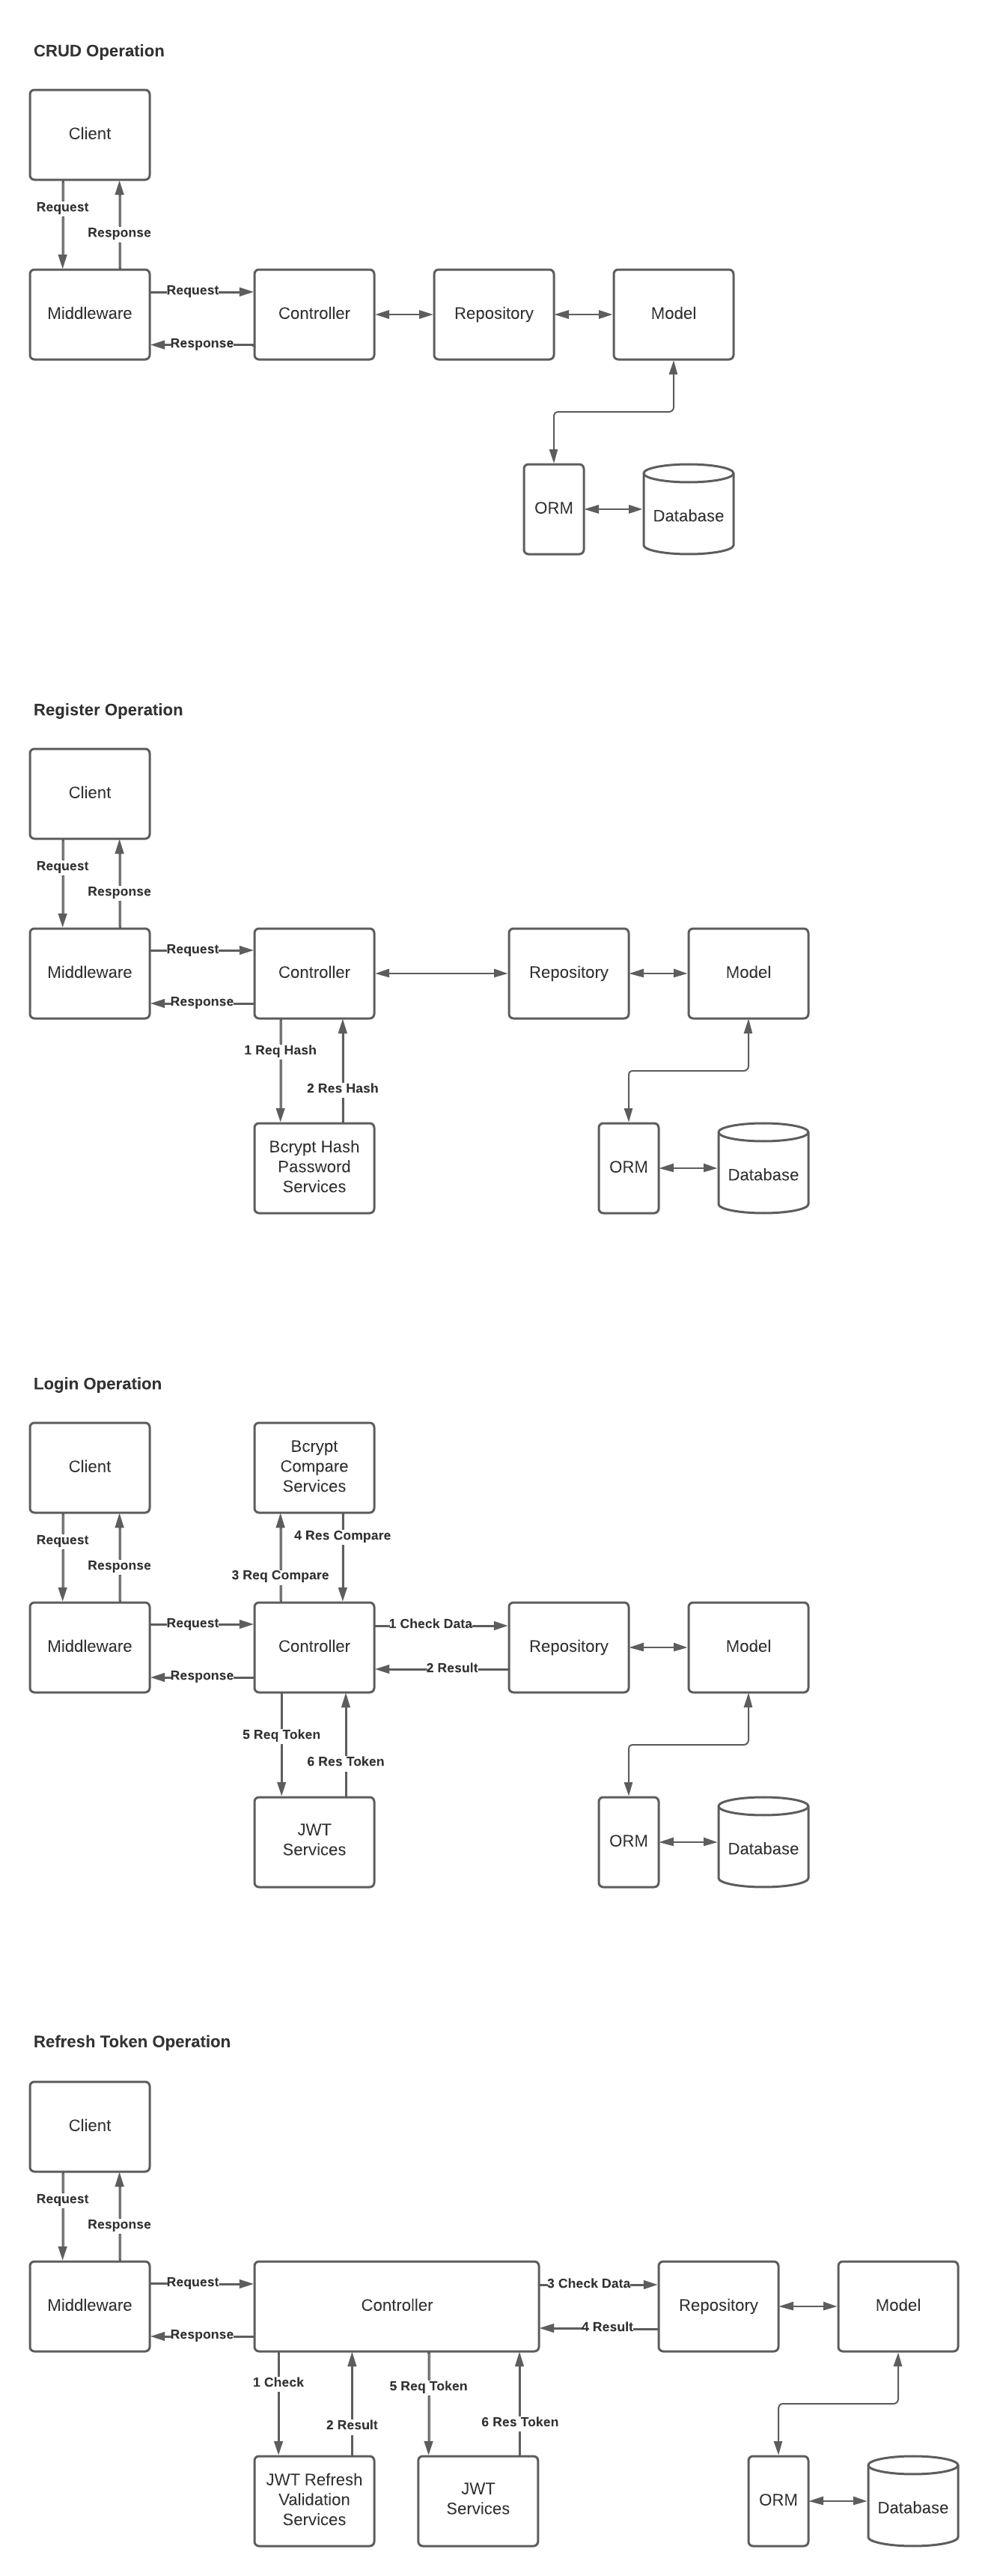 CRUD Operation
Client
Request
Response
Middleware
Request
Response
Controller
Repository
Model
ORM
Database
Register Operation
Client
Request
Response
Middleware
Request
Response
Controller
Repository
Model
1 Req Hash
2 Res Hash
Bcrypt Hash
Password
Services
ORM
Database
Login Operation
Client
Bcrypt
Compare
Services
Request
Response
4 Res Compare
3 Req Compare
Middleware
Request
Response
Controller
1 Check Data
2 Result
Repository
Model
5 Req Token
6 Res Token
JWT
Services
ORM
Database
Refresh Token Operation
Client
Request
Response
Middleware
Request
Response
Controller
3 Check Data
4 Result
Repository
Model
1 Check
2 Result
5 Req Token
6 Res Token
JWT Refresh
Validation
Services
JWT
Services
ORM
Database